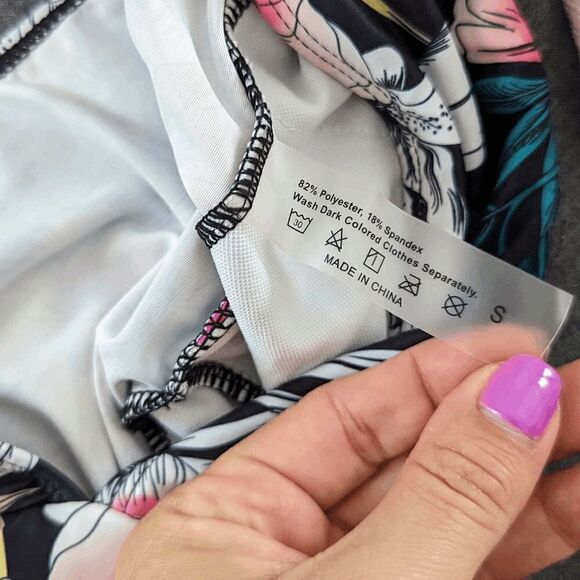 82% Polyester, 18% Spandex
Wash Dark Colored Clothes Separately.
30
MADE IN CHINA
S